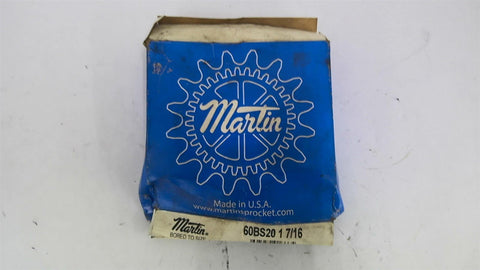 Martin
Made in U.S.A.
www.martinsprocket.com
Martin
60BS20 1 7/16
BORED TO SIZE